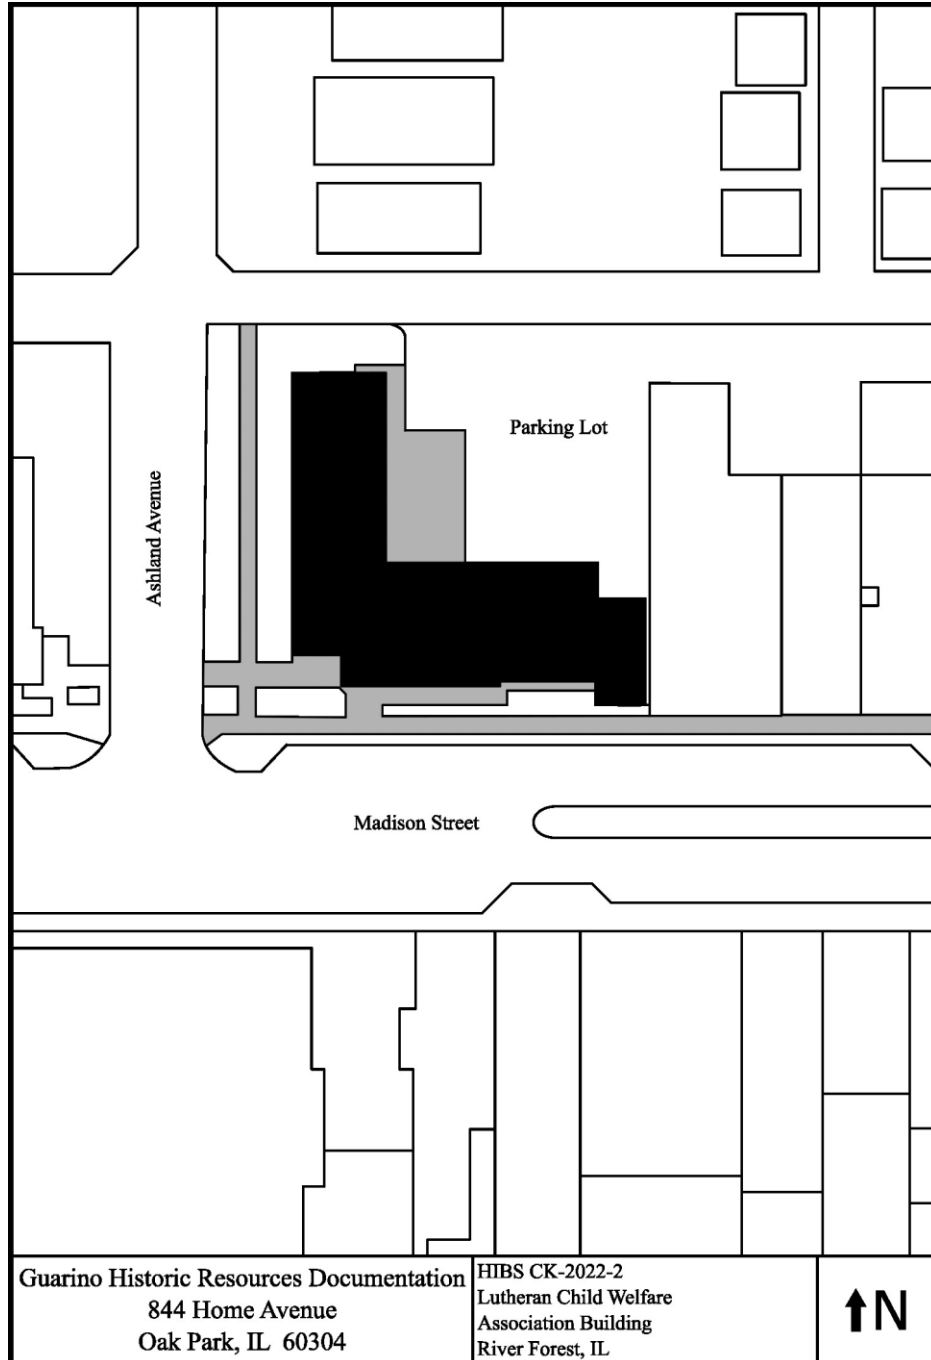 Parking Lot
Ashland Avenue
Madison Street
Guarino Historic Resources Documentation
844 Home Avenue
Oak Park, IL 60304
HIBS CK-2022-2
Lutheran Child Welfare
Association Building
River Forest, IL
N